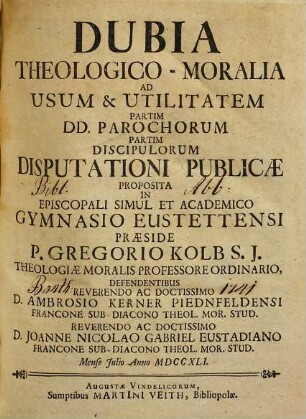 DUBIA
THEOLOGICO - MORALIA
AD
USUM & UTILITATEM
PARTIM
DD. PAROCHORUM
PARTIM
DISCIPULORUM
DISPUTATIONI PUBLICÆ
Bibl. PROPOSITA Abb.
IN
EPISCOPALI SIMUL ET ACADEMICO
GYMNASIO EUSTETTENSI
PRÆSIDE
P. GREGORIO KOLB S. J.
THEOLOGIÆ MORALIS PROFESSORE ORDINARIO,
DEFENDENTIBUS
REVERENDO AC DOCTISSIMO 1741
D. AMBROSIO KERNER PIEDNFELDENSI
FRANCONE SUB-DIACONO THEOL. MOR. STUD.
REVERENDO AC DOCTISSIMO
D. JOANNE NICOLAO GABRIEL EUSTADIANO
FRANCONE SUB-DIACONO THEOL. MOR. STUD.
Mense Julio Anno MDCCXLI.
AUGUSTÆ VINDELICORUM,
Sumptibus MARTINI VEITH, Bibliopolæ.